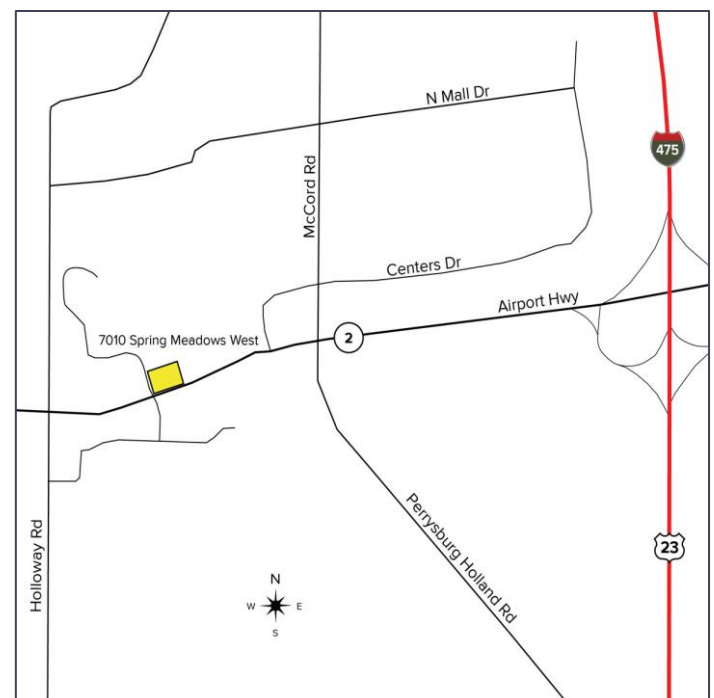 N Mall Dr
475
McCord Rd
Centers Dr
Airport Hwy
7010 Spring Meadows West
2
Perrysburg Holland Rd
23
Holloway Rd
N
W
E
S